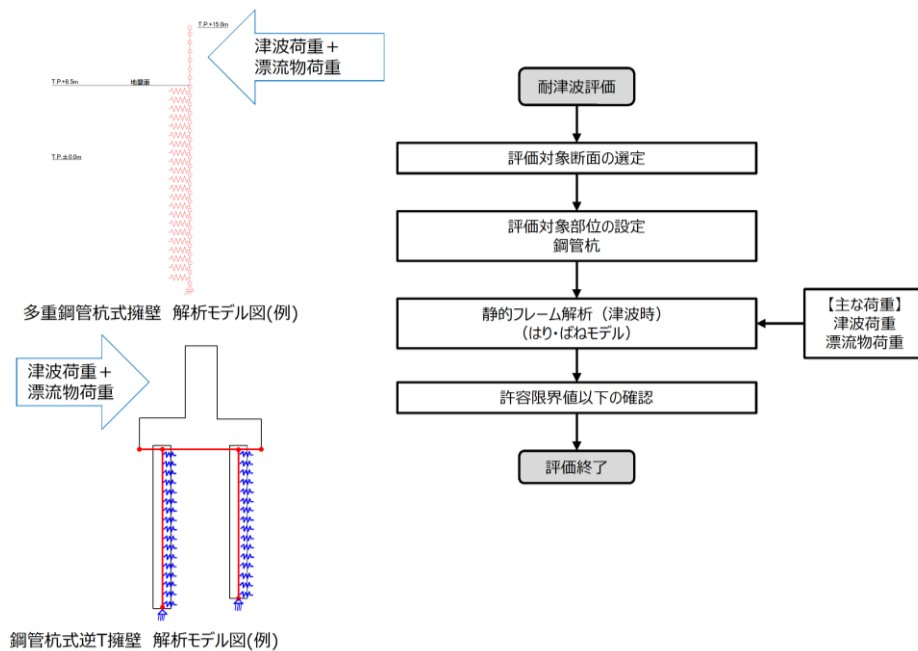 T.P.+15.0m
津波荷重＋
漂流物荷重
T.P.+8.5m
地盤面
T.P.±0.0m
多重鋼管杭式擁壁 解析モデル図(例)
津波荷重＋
漂流物荷重
鋼管杭式逆T擁壁 解析モデル図(例)
耐津波評価
評価対象断面の選定
評価対象部位の設定
鋼管杭
静的フレーム解析（津波時）
（はり・ばねモデル）
【主な荷重】
津波荷重
漂流物荷重
許容限界値以下の確認
評価終了